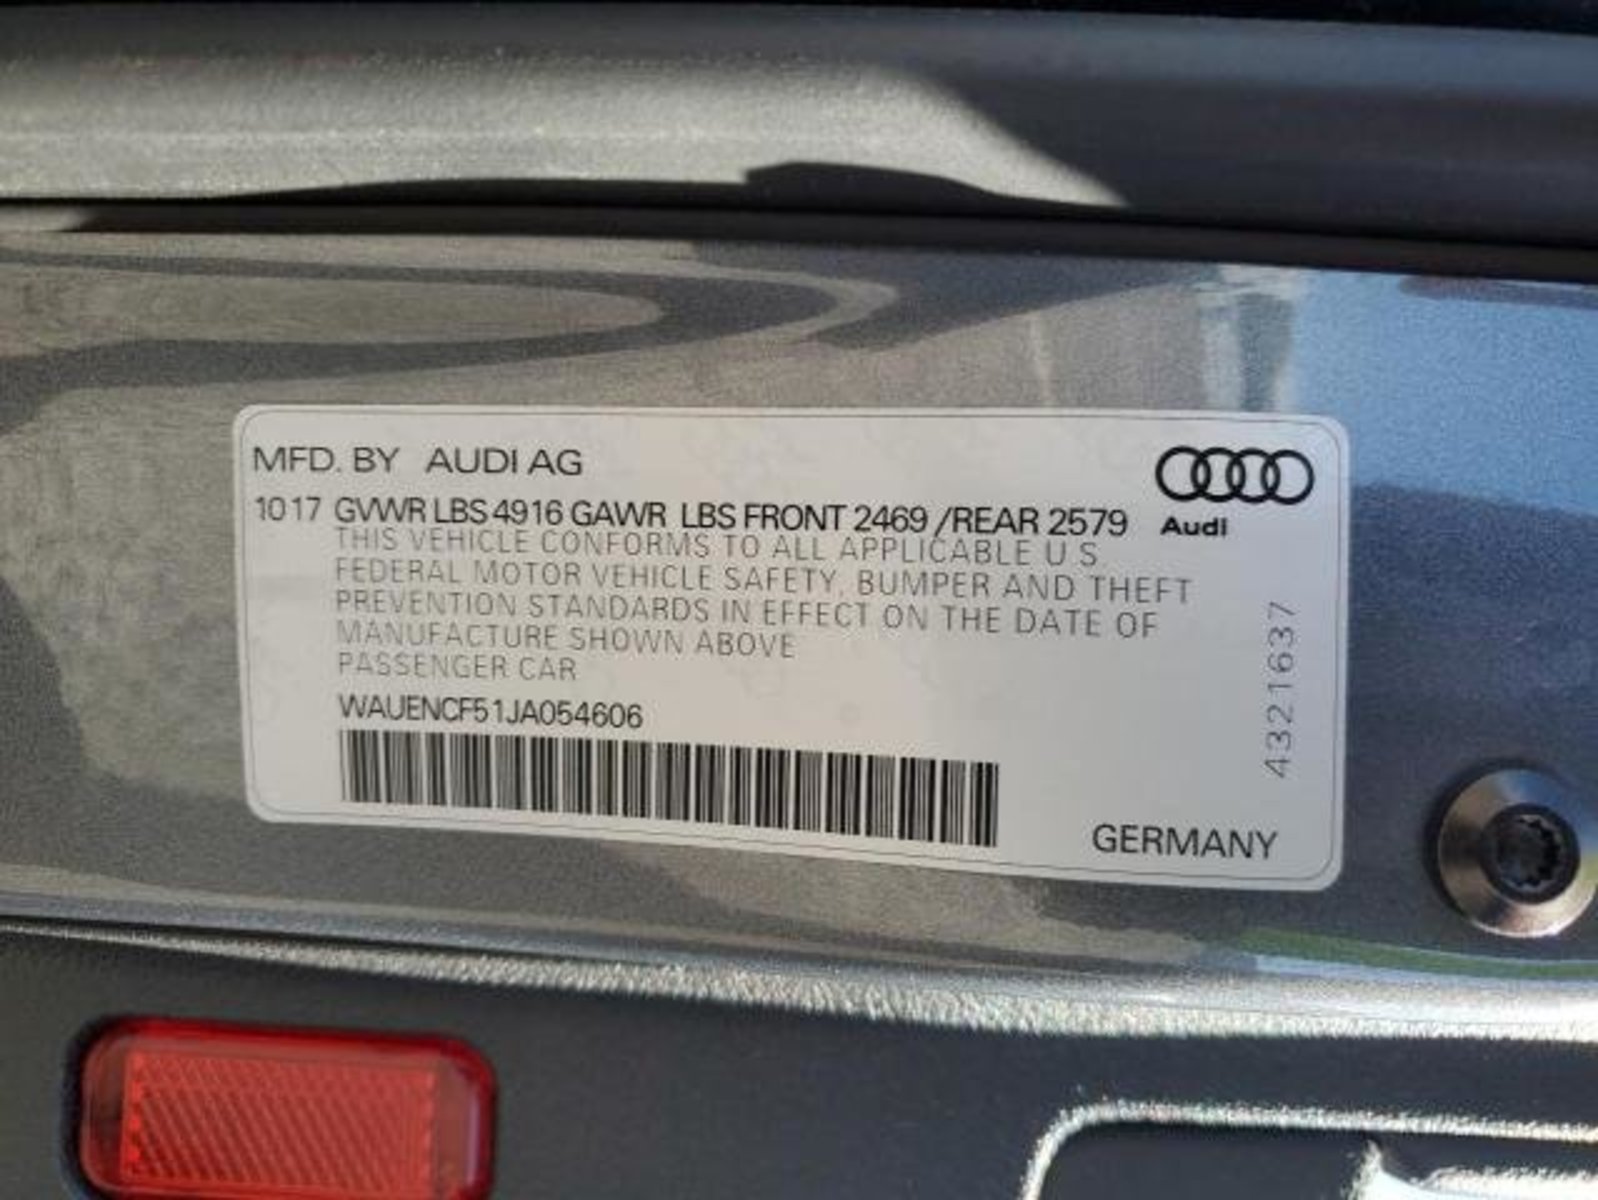 MFD. BY AUDI AG
1017 GVWR LBS 4916 GAWR LBS FRONT 2469 /REAR 2579
Audi
THIS VEHICLE CONFORMS TO ALL APPLICABLE U S
FEDERAL MOTOR VEHICLE SAFETY, BUMPER AND THEFT
PREVENTION STANDARDS IN EFFECT ON THE DATE OF
MANUFACTURE SHOWN ABOVE
PASSENGER CAR
WAUENCF51JA054606
4321637
GERMANY